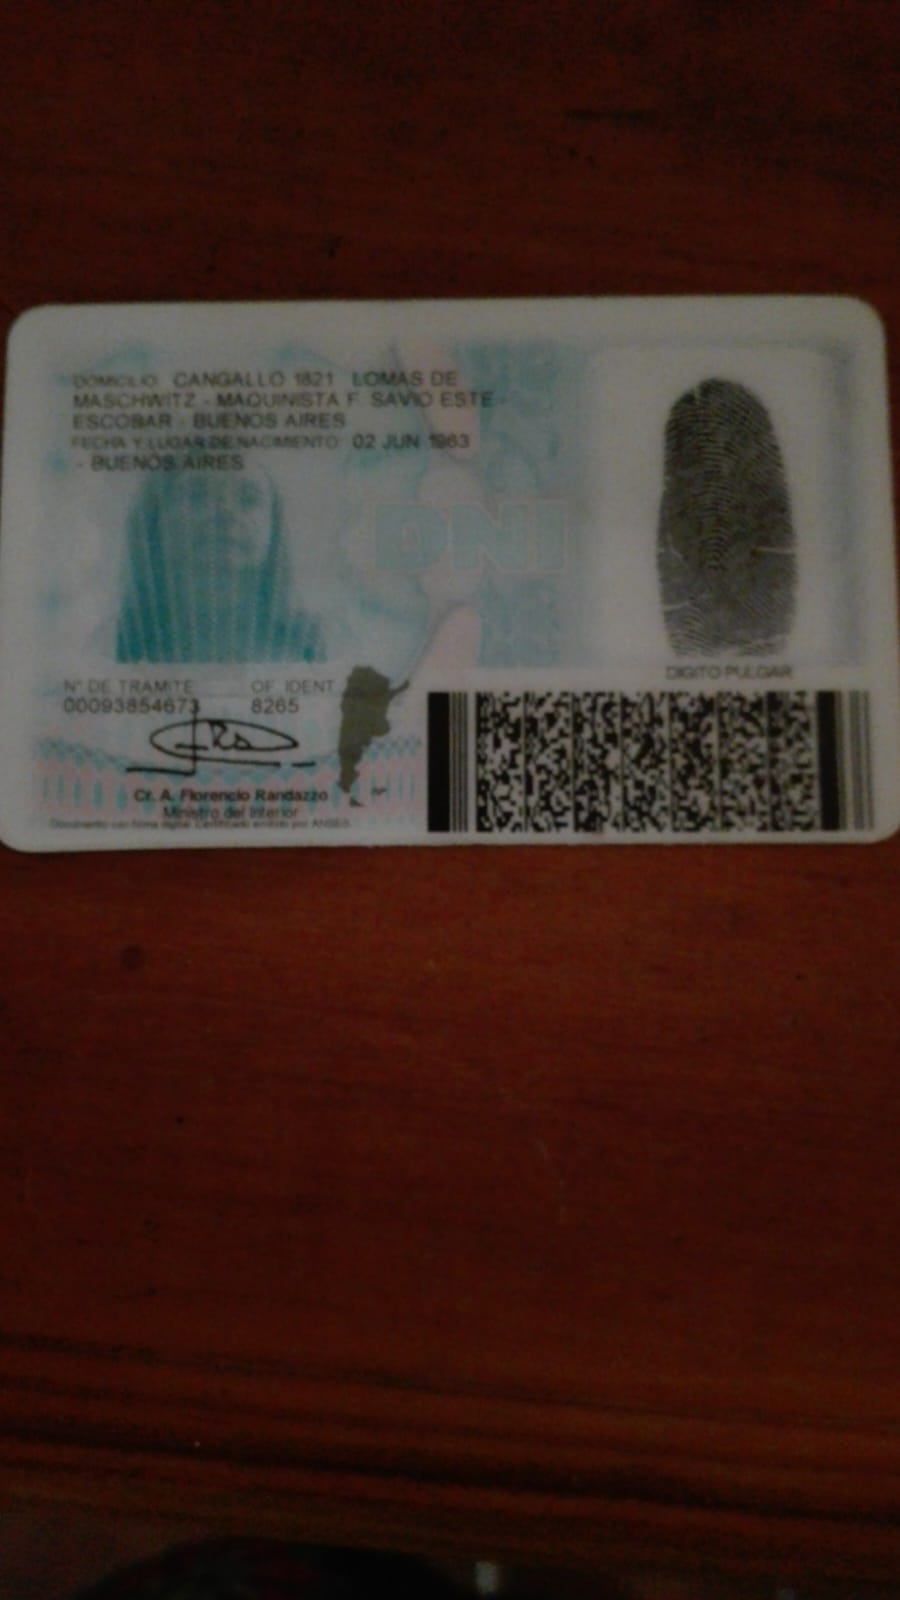 DOMICILIO: CANGALLO 1821 LOMAS DE
MASCHWITZ - MAQUINISTA F. SAVIO ESTE -
ESCOBAR - BUENOS AIRES
FECHA Y LUGAR DE NACIMIENTO: 02 JUN 1963
- BUENOS AIRES
DNI
DIGITO PULGAR
N° DE TRAMITE OF. IDENT
00093854673 8265
Cr. A. Florencio Randazzo
Ministro del Interior
Documento con firma digital. Certificado emitido por ANSES.